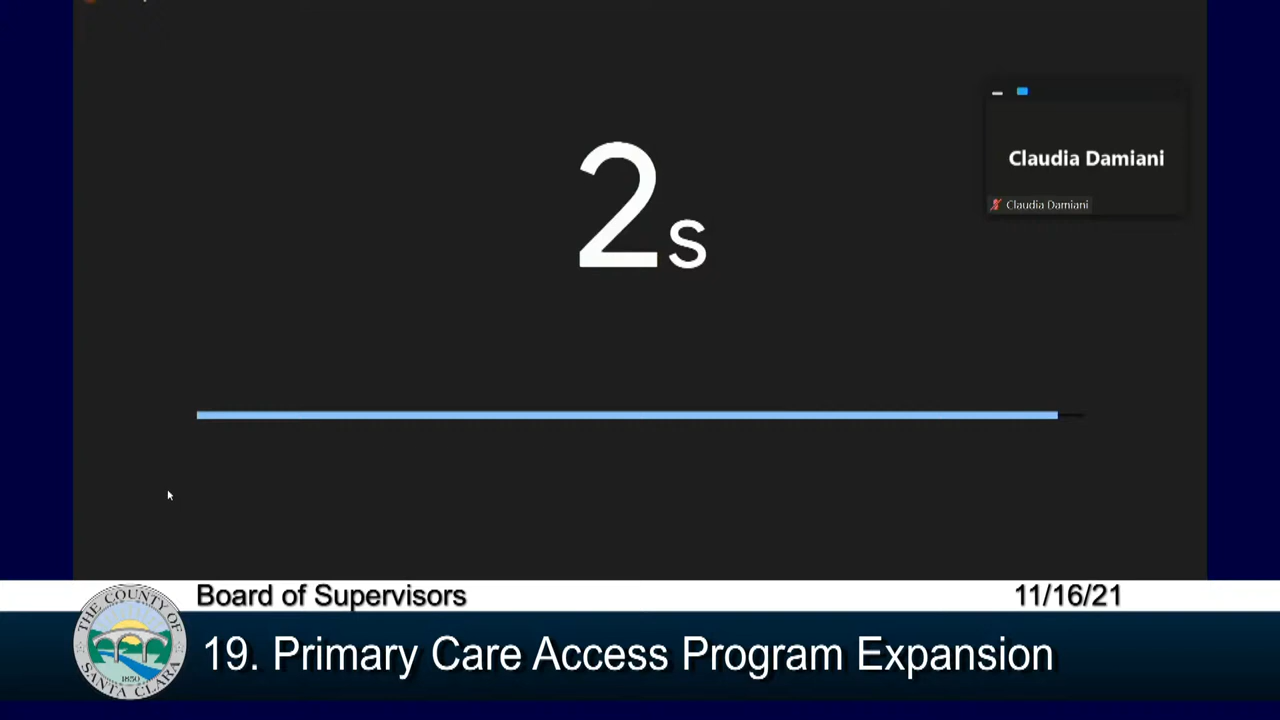 2s
Claudia Damiani
Claudia Damiani
Board of Supervisors
11/16/21
THE COUNTY OF
SANTA CLARA
1850
19. Primary Care Access Program Expansion